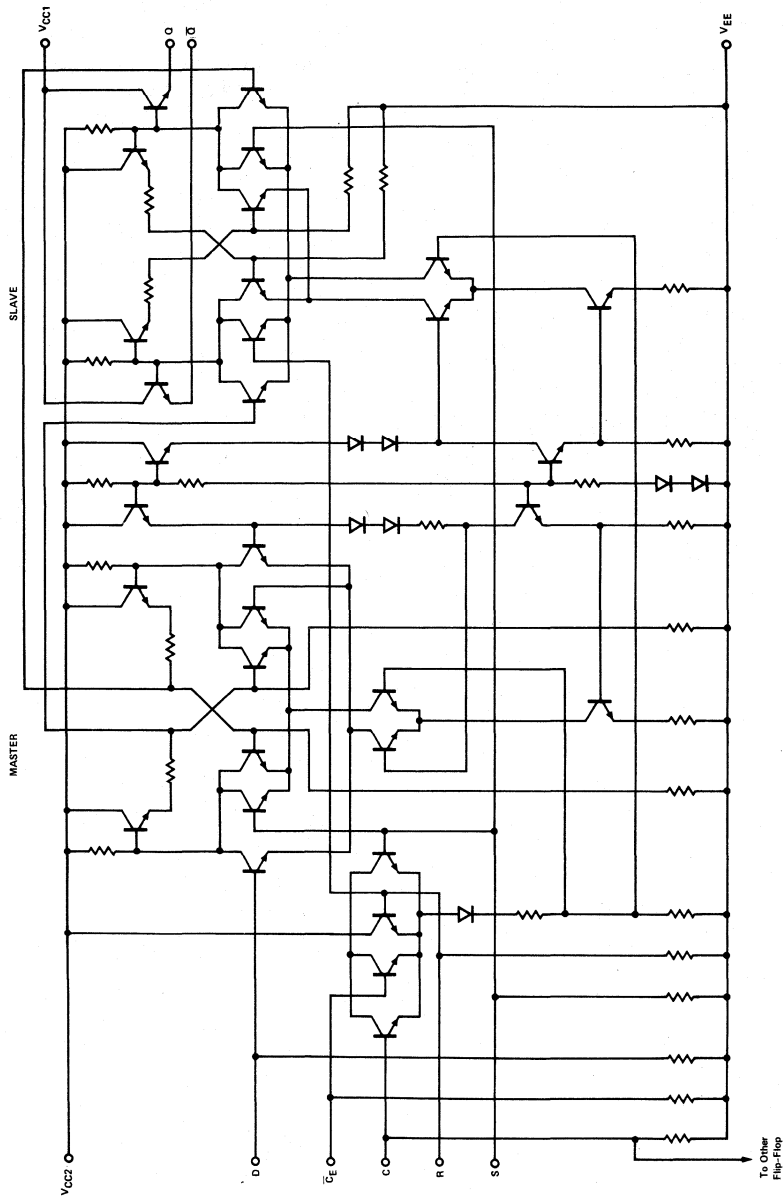 VCC1
Q
Q̅
VEE
SLAVE
MASTER
VCC2
D
C̅E
C
R
S
To Other
Flip-Flop